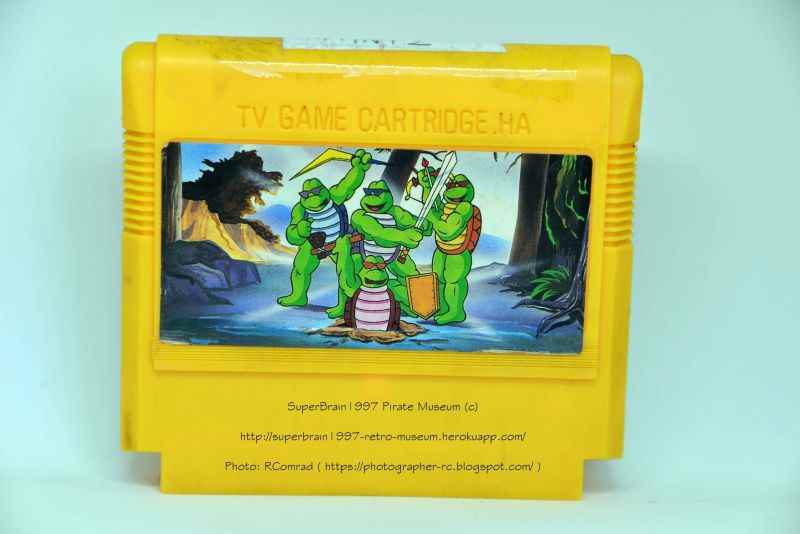 TV GAME CARTRIDGE.HA
SuperBrain1997 Pirate Museum (c)
http://superbrain1997-retro-museum.herokuapp.com/
Photo: RComrad ( https://photographer-rc.blogspot.com/ )